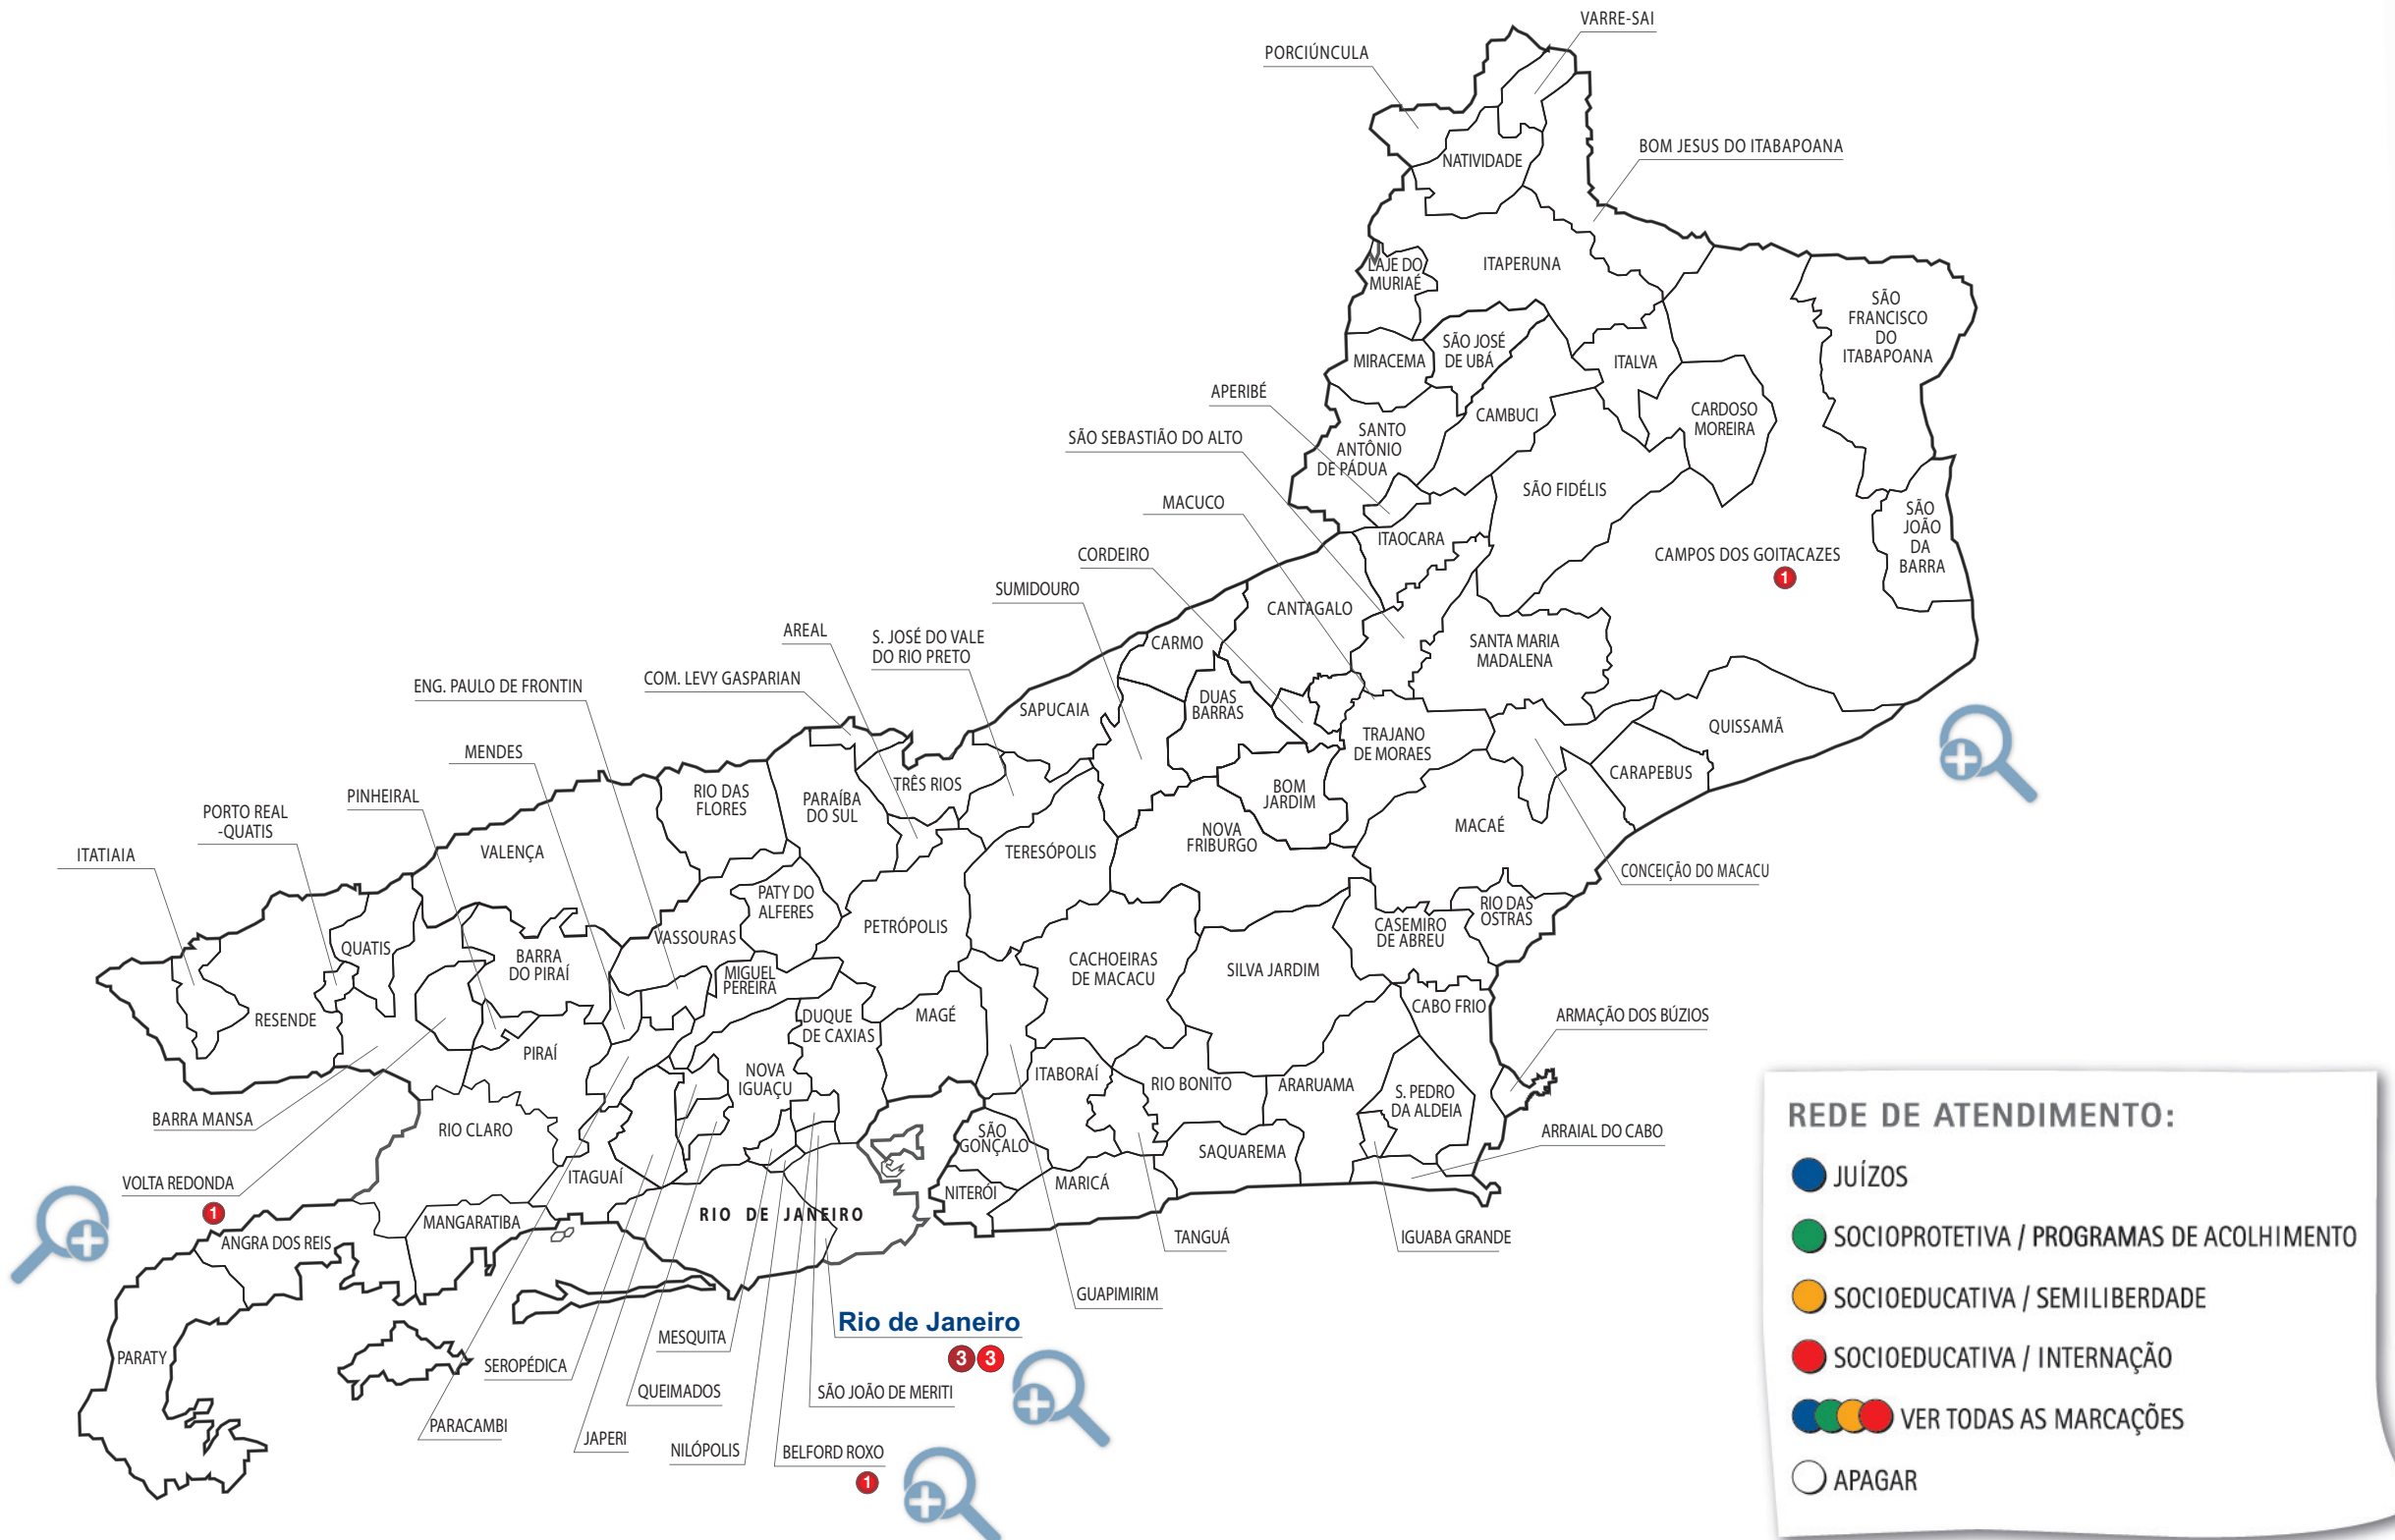 VARRE-SAI
PORCIÚNCULA
BOM JESUS DO ITABAPOANA
NATIVIDADE
ITAPERUNA
LAJE DO
MURIAÉ
SÃO
FRANCISCO
DO
ITABAPOANA
SÃO JOSÉ
DE UBÁ
MIRACEMA
ITALVA
APERIBÉ
CARDOSO
MOREIRA
CAMBUCI
SANTO
ANTÔNIO
DE PÁDUA
SÃO SEBASTIÃO DO ALTO
SÃO FIDÉLIS
MACUCO
SÃO
JOÃO
DA
BARRA
ITAOCARA
CORDEIRO
CAMPOS DOS GOITACAZES
1
SUMIDOURO
CANTAGALO
AREAL
S. JOSÉ DO VALE
DO RIO PRETO
CARMO
SANTA MARIA
MADALENA
COM. LEVY GASPARIAN
ENG. PAULO DE FRONTIN
SAPUCAIA
DUAS
BARRAS
QUISSAMÃ
TRAJANO
DE MORAES
MENDES
CARAPEBUS
TRÊS RIOS
RIO DAS
FLORES
PARAÍBA
DO SUL
BOM
JARDIM
PINHEIRAL
PORTO REAL
-QUATIS
MACAÉ
NOVA
FRIBURGO
ITATIAIA
VALENÇA
TERESÓPOLIS
CONCEIÇÃO DO MACACU
PATY DO
ALFERES
RIO DAS
OSTRAS
PETRÓPOLIS
CASEMIRO
DE ABREU
VASSOURAS
QUATIS
BARRA
DO PIRAÍ
CACHOEIRAS
DE MACACU
SILVA JARDIM
MIGUEL
PEREIRA
CABO FRIO
ARMAÇÃO DOS BÚZIOS
RESENDE
DUQUE
DE CAXIAS
MAGÉ
PIRAÍ
NOVA
IGUAÇU
ITABORAÍ
RIO BONITO
ARARUAMA
S. PEDRO
DA ALDEIA
BARRA MANSA
RIO CLARO
SÃO
GONÇALO
ARRAIAL DO CABO
SAQUAREMA
ITAGUAÍ
VOLTA REDONDA
1
MARICÁ
NITERÓI
MANGARATIBA
RIO DE JANEIRO
ANGRA DOS REIS
TANGUÁ
IGUABA GRANDE
GUAPIMIRIM
Rio de Janeiro
3 3
MESQUITA
PARATY
SEROPÉDICA
QUEIMADOS
SÃO JOÃO DE MERITI
PARACAMBI
JAPERI
NILÓPOLIS
BELFORD ROXO
1
REDE DE ATENDIMENTO:
JUÍZOS
SOCIOPROTETIVA / PROGRAMAS DE ACOLHIMENTO
SOCIOEDUCATIVA / SEMILIBERDADE
SOCIOEDUCATIVA / INTERNAÇÃO
VER TODAS AS MARCAÇÕES
APAGAR